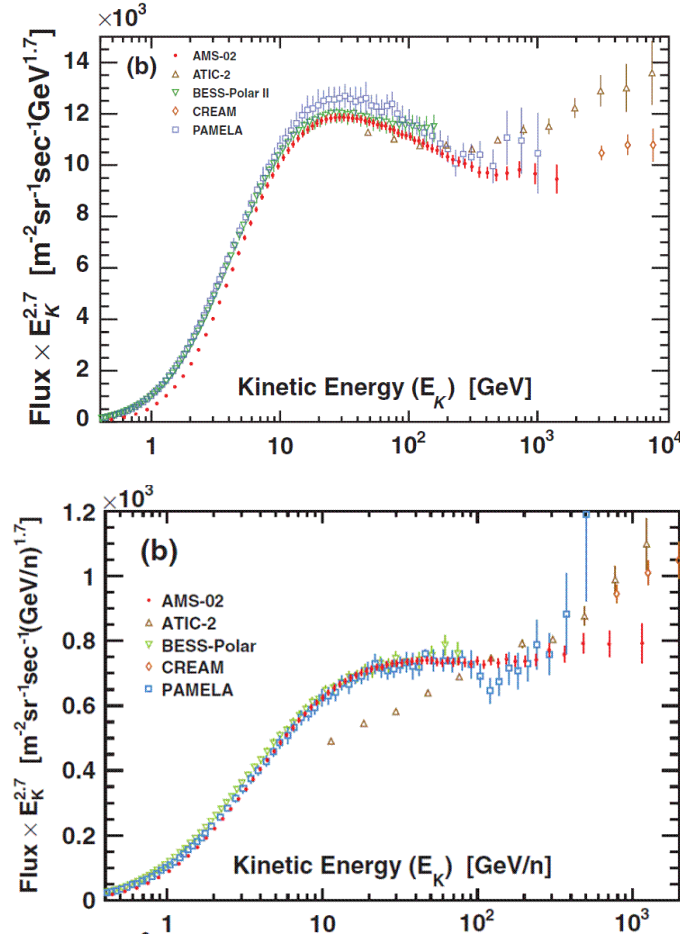 ×10³
(b)
AMS-02
ATIC-2
BESS-Polar II
CREAM
PAMELA
14
12
10
8
6
4
2
0
Flux × E_K^2.7 [m⁻²sr⁻¹sec⁻¹GeV^1.7]
Kinetic Energy (E_K) [GeV]
1 10 10² 10³ 10⁴
×10³
(b)
AMS-02
ATIC-2
BESS-Polar
CREAM
PAMELA
1.2
1
0.8
0.6
0.4
0.2
0
Flux × E_K^2.7 [m⁻²sr⁻¹sec⁻¹(GeV/n)^1.7]
Kinetic Energy (E_K) [GeV/n]
1 10 10² 10³